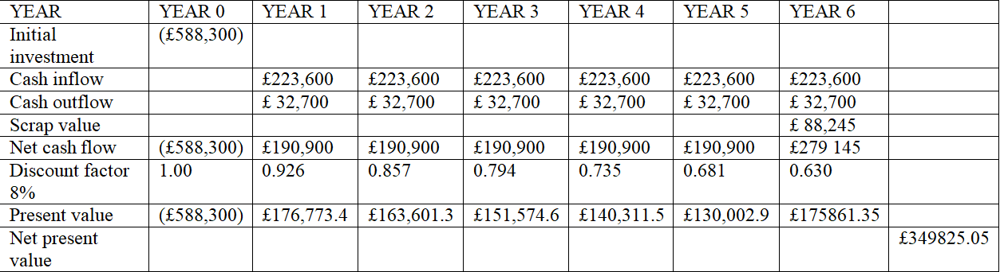 YEAR YEAR 0 YEAR 1 YEAR 2 YEAR 3 YEAR 4 YEAR 5 YEAR 6
Initial (£588,300)
investment
Cash inflow £223,600 £223,600 £223,600 £223,600 £223,600 £223,600
Cash outflow £ 32,700 £ 32,700 £ 32,700 £ 32,700 £ 32,700 £ 32,700
Scrap value £ 88,245
Net cash flow (£588,300) £190,900 £190,900 £190,900 £190,900 £190,900 £279 145
Discount factor 1.00 0.926 0.857 0.794 0.735 0.681 0.630
8%
Present value (£588,300) £176,773.4 £163,601.3 £151,574.6 £140,311.5 £130,002.9 £175861.35
Net present £349825.05
value